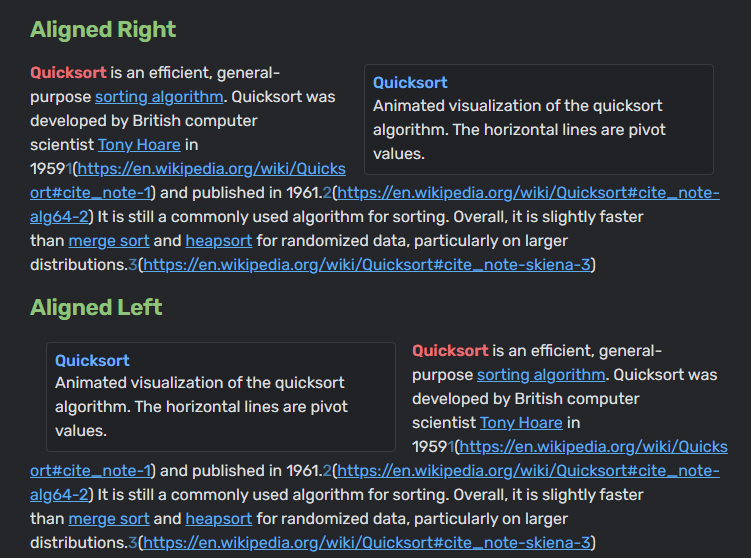 Aligned Right
Quicksort is an efficient, general-
purpose sorting algorithm. Quicksort was
developed by British computer
scientist Tony Hoare in
19591(https://en.wikipedia.org/wiki/Quicks
Quicksort
Animated visualization of the quicksort
algorithm. The horizontal lines are pivot
values.
ort#cite_note-1) and published in 1961.2(https://en.wikipedia.org/wiki/Quicksort#cite_note-
alg64-2) It is still a commonly used algorithm for sorting. Overall, it is slightly faster
than merge sort and heapsort for randomized data, particularly on larger
distributions.3(https://en.wikipedia.org/wiki/Quicksort#cite_note-skiena-3)
Aligned Left
Quicksort
Animated visualization of the quicksort
algorithm. The horizontal lines are pivot
values.
Quicksort is an efficient, general-
purpose sorting algorithm. Quicksort was
developed by British computer
scientist Tony Hoare in
19591(https://en.wikipedia.org/wiki/Quicks
ort#cite_note-1) and published in 1961.2(https://en.wikipedia.org/wiki/Quicksort#cite_note-
alg64-2) It is still a commonly used algorithm for sorting. Overall, it is slightly faster
than merge sort and heapsort for randomized data, particularly on larger
distributions.3(https://en.wikipedia.org/wiki/Quicksort#cite_note-skiena-3)